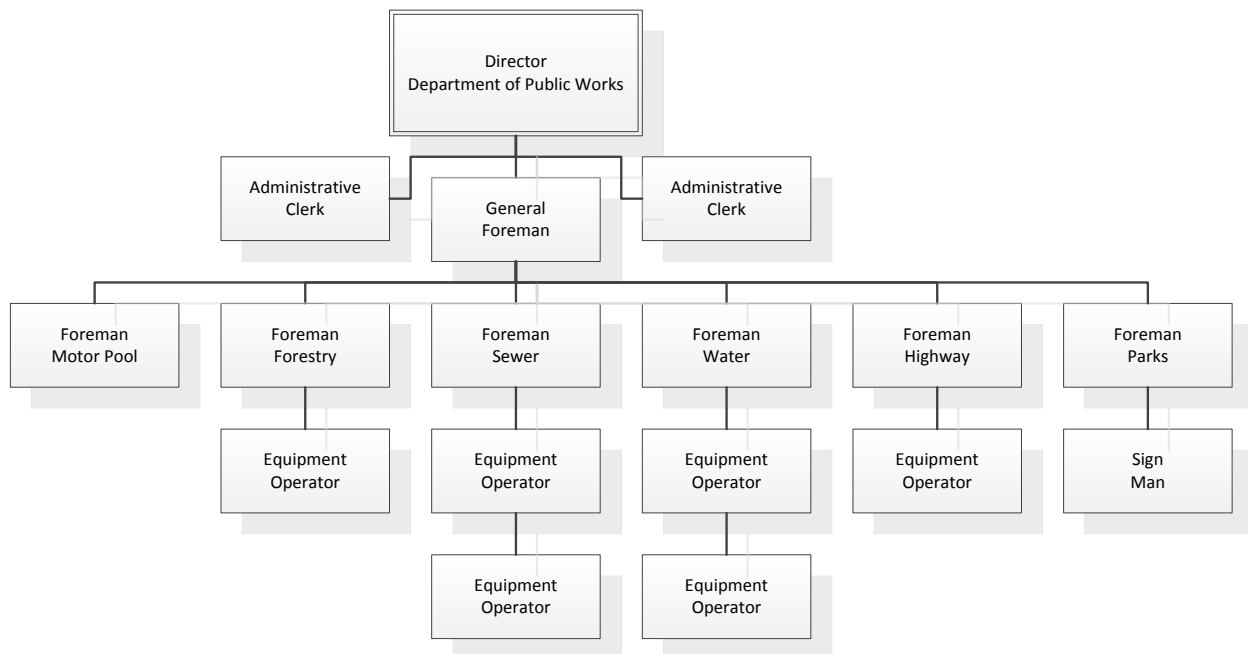 Director
Department of Public Works
Administrative
Clerk
General
Foreman
Administrative
Clerk
Foreman
Motor Pool
Foreman
Forestry
Foreman
Sewer
Foreman
Water
Foreman
Highway
Foreman
Parks
Equipment
Operator
Equipment
Operator
Equipment
Operator
Equipment
Operator
Sign
Man
Equipment
Operator
Equipment
Operator